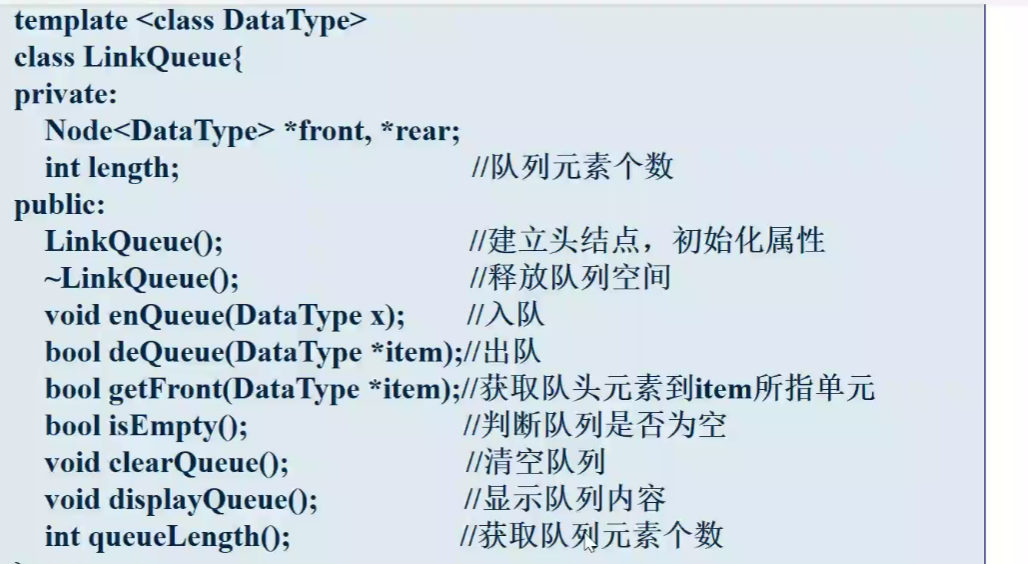 template <class DataType>
class LinkQueue{
private:
Node<DataType> *front, *rear;
int length; //队列元素个数
public:
LinkQueue(); //建立头结点，初始化属性
~LinkQueue(); //释放队列空间
void enQueue(DataType x); //入队
bool deQueue(DataType *item);//出队
bool getFront(DataType *item);//获取队头元素到item所指单元
bool isEmpty(); //判断队列是否为空
void clearQueue(); //清空队列
void displayQueue(); //显示队列内容
int queueLength(); //获取队列元素个数